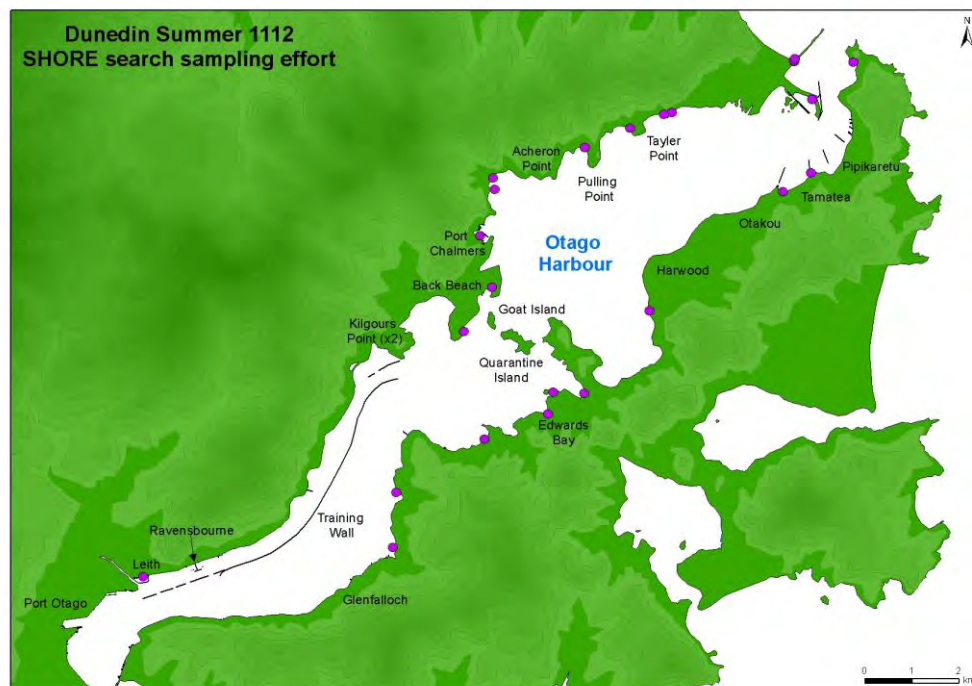 Dunedin Summer 1112
SHORE search sampling effort
N
Acheron
Point
Tayler
Point
Pulling
Point
Pipikaretu
Tamatea
Otakou
Port
Chalmers
Otago
Harbour
Harwood
Back Beach
Goat Island
Kilgours
Point (x2)
Quarantine
Island
Edwards
Bay
Training
Wall
Ravensbourne
Leith
Port Otago
Glenfalloch
0 1 2
km